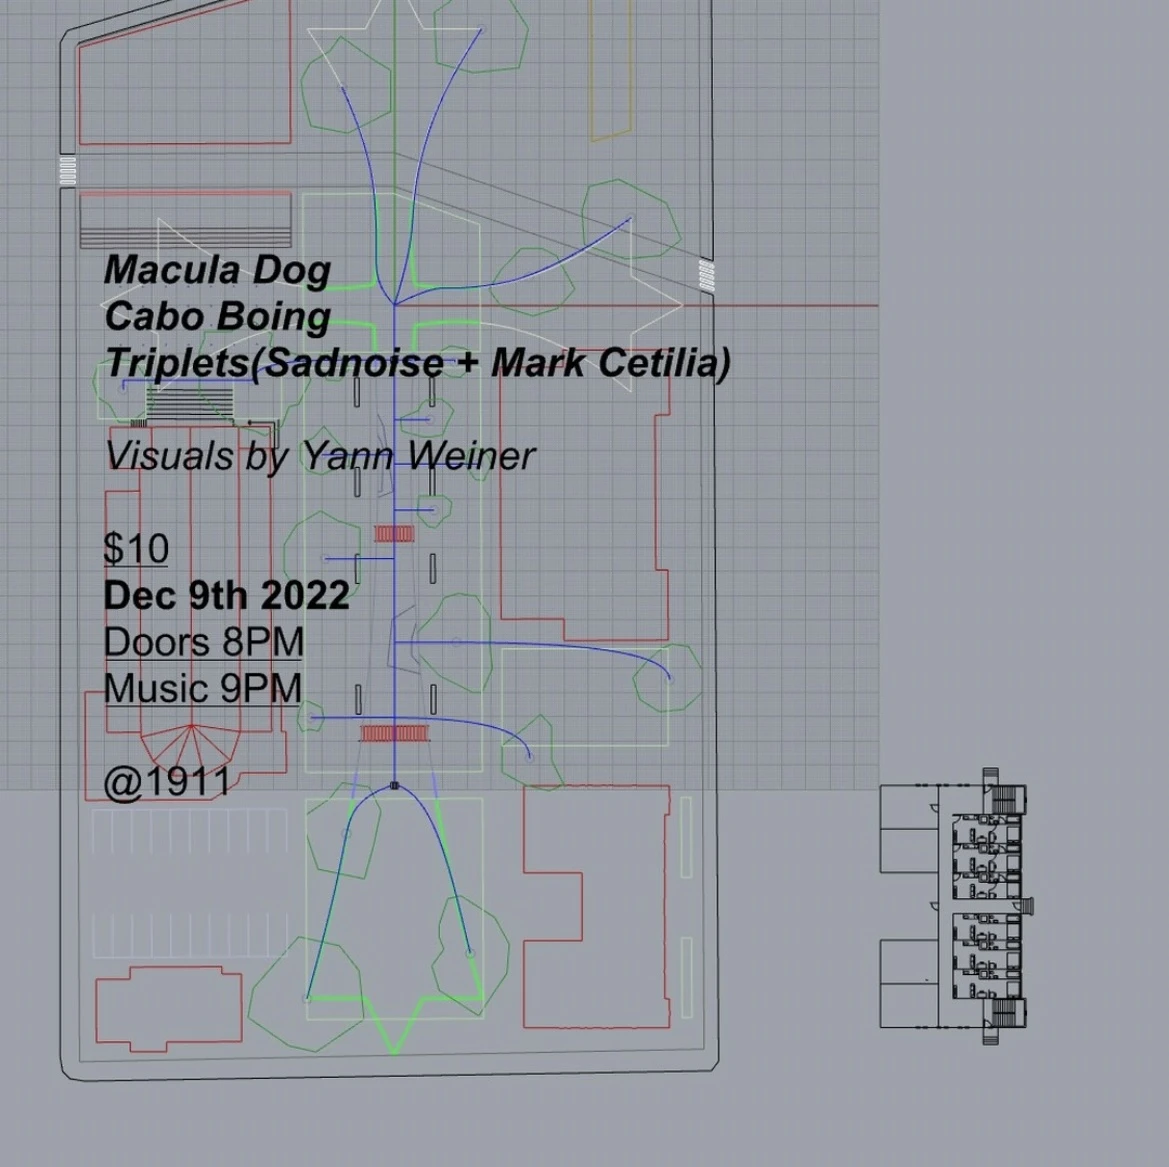 Macula Dog
Cabo Boing
Triplets(Sadnoise + Mark Cetilia)
Visuals by Yann Weiner
$10
Dec 9th 2022
Doors 8PM
Music 9PM
@1911